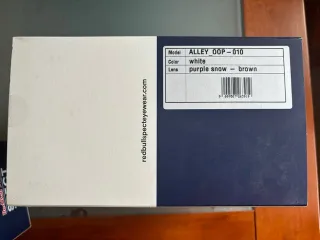 Model ALLEY_OOP-010
Color white
Lens purple snow - brown
redbullspecteyewear.com